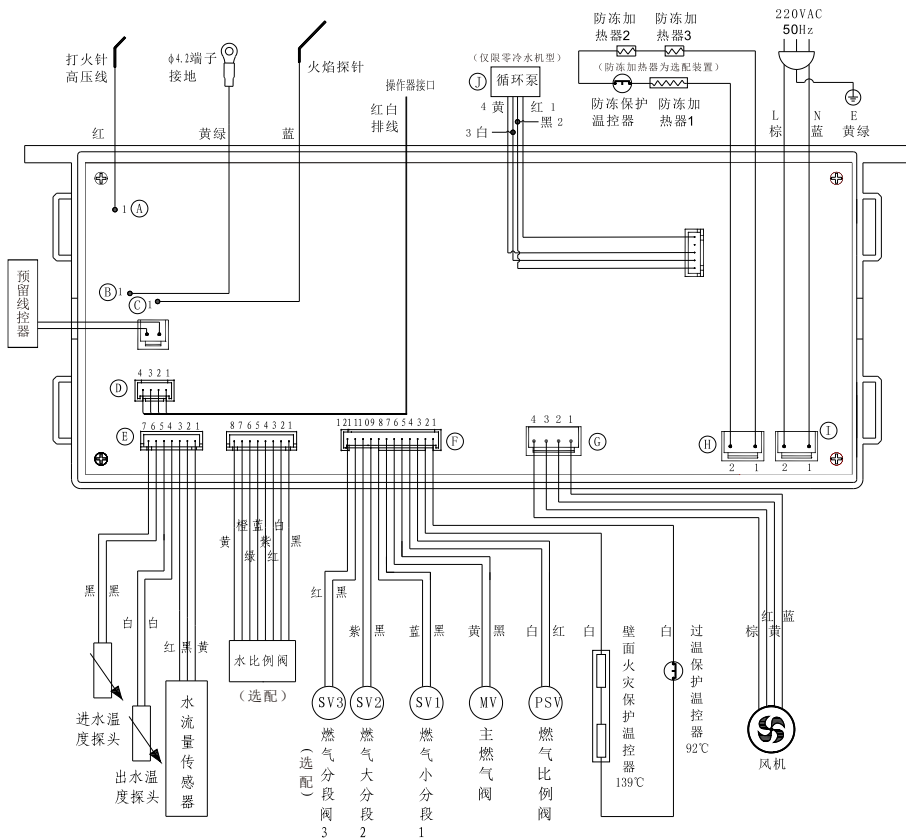 打火针
高压线
φ4.2端子
接地
火焰探针
操作器接口
(仅限零冷水机型)
J
循环泵
防冻加
热器2
防冻加
热器3
(防冻加热器为选配装置)
防冻保护
温控器
防冻加
热器1
220VAC
50Hz
红
黄绿
蓝
红白
排线
4 黄
红 1
3 白
黑 2
L
棕
N
蓝
E
黄绿
1 A
B 1
C 1
预留线控器
D
4 3 2 1
E
7 6 5 4 3 2 1
8 7 6 5 4 3 2 1
1 2 1 1 1 0 9 8 7 6 5 4 3 2 1
F
4 3 2 1
G
H
2 1
I
2 1
黑 黑
白 白
红 黑 黄
黄 橙 绿 蓝 紫 红 白 黑
红 黑
紫 黑
蓝 黑
黄 黑
白 红
白
白
棕 红 黄 蓝
进水温
度探头
出水温
度探头
水流量传感器
水比例阀
(选配)
SV3
SV2
SV1
MV
PSV
燃气分段阀3
(选配)
燃气大分段2
燃气小分段1
主燃气阀
燃气比例阀
壁面火灾保护温控器
139℃
过温保护温控器
92℃
风机